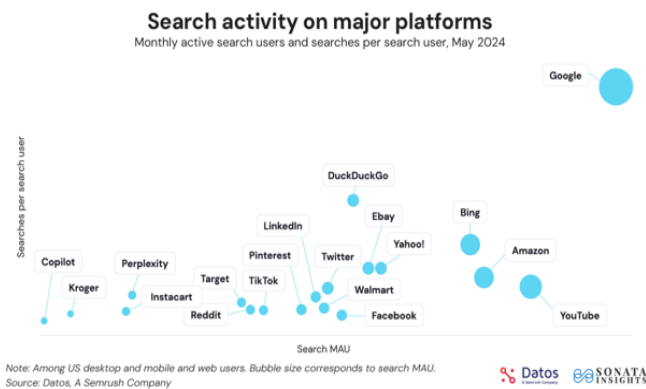 Search activity on major platforms
Monthly active search users and searches per search user, May 2024
Google
DuckDuckGo
Ebay
Bing
LinkedIn
Yahoo!
Amazon
Searches per search user
Copilot
Perplexity
Pinterest
Twitter
Target
TikTok
Kroger
Instacart
Walmart
Reddit
Facebook
YouTube
Search MAU
Note: Among US desktop and mobile and web users. Bubble size corresponds to search MAU.
Source: Datos, A Semrush Company
Datos
A Semrush Company
SONATA
INSIGHTS